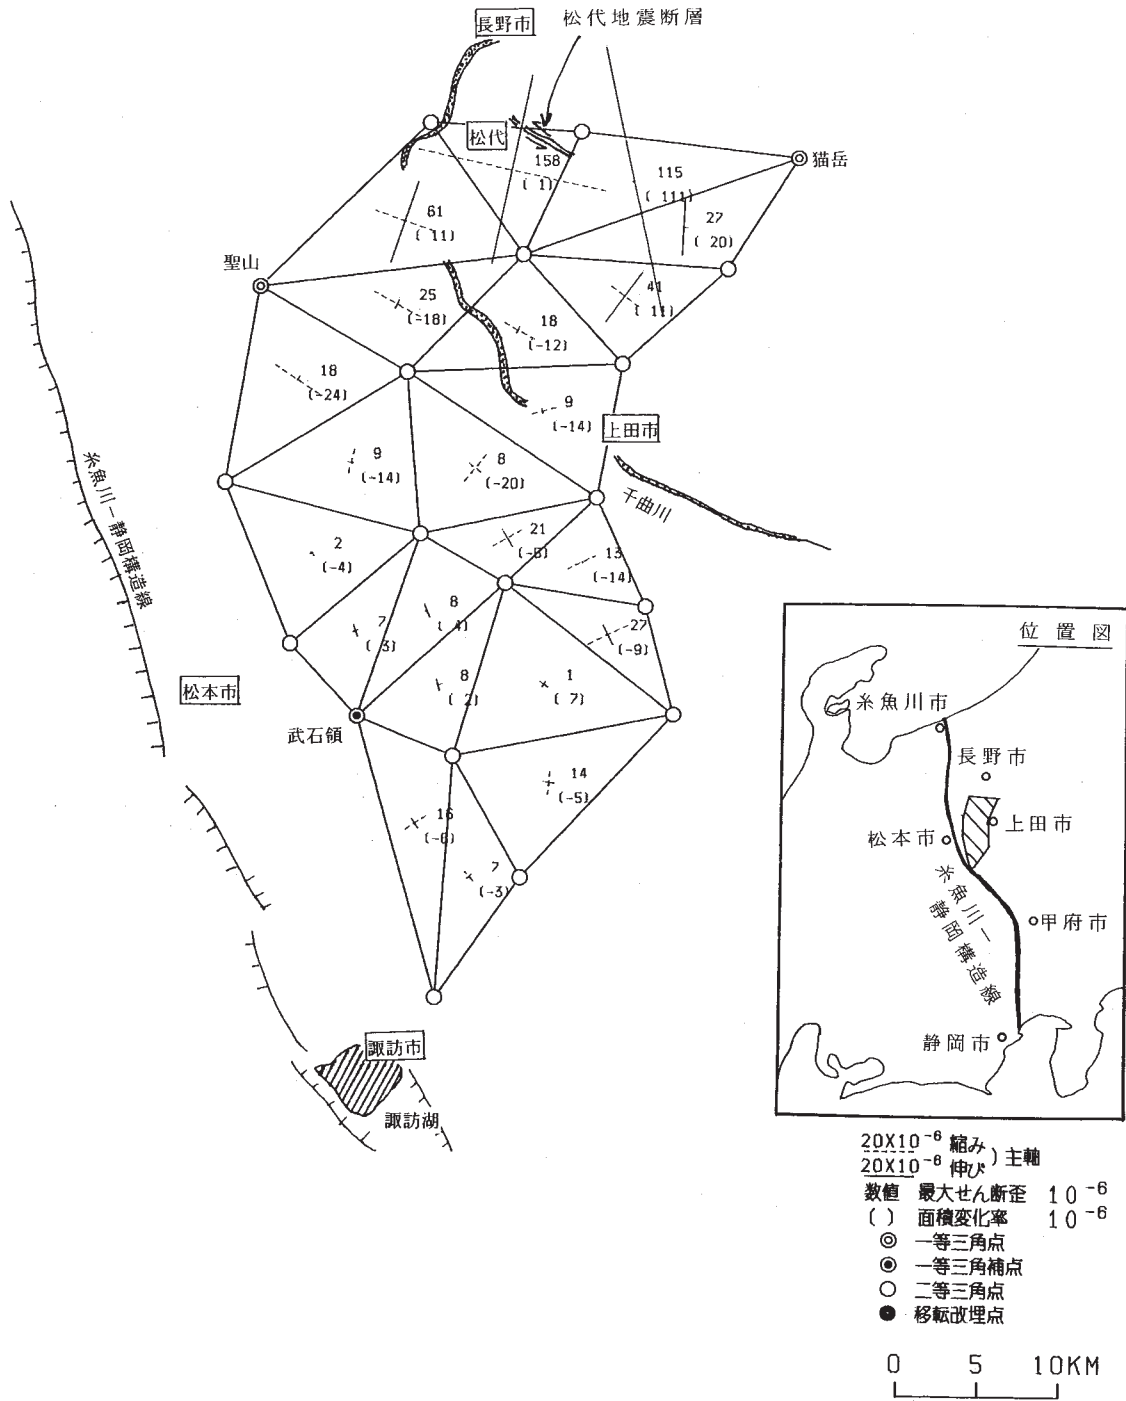 長野市
松代地震断層
松代
猫岳
158
( 1)
115
( 111)
61
( 11)
27
( 20)
聖山
41
( 11)
25
(-18)
18
(-12)
18
(-24)
9
(-14)
上田市
9
(-14)
8
(-20)
千曲川
糸魚川－静岡構造線
21
2
(-4)
13
(-14)
8
( 4)
7
( 3)
27
(-9)
松本市
8
( 2)
1
( 7)
武石領
14
(-5)
16
7
(-3)
諏訪市
諏訪湖
位置図
糸魚川市
長野市
上田市
松本市
糸魚川－静岡構造線
甲府市
静岡市
20X10⁻⁶ 縮み
20X10⁻⁶ 伸び
) 主軸
数値 最大せん断歪 10⁻⁶
( ) 面積変化率 10⁻⁶
◎ 一等三角点
一等三角補点
○ 二等三角点
● 移転改埋点
0 5 10KM